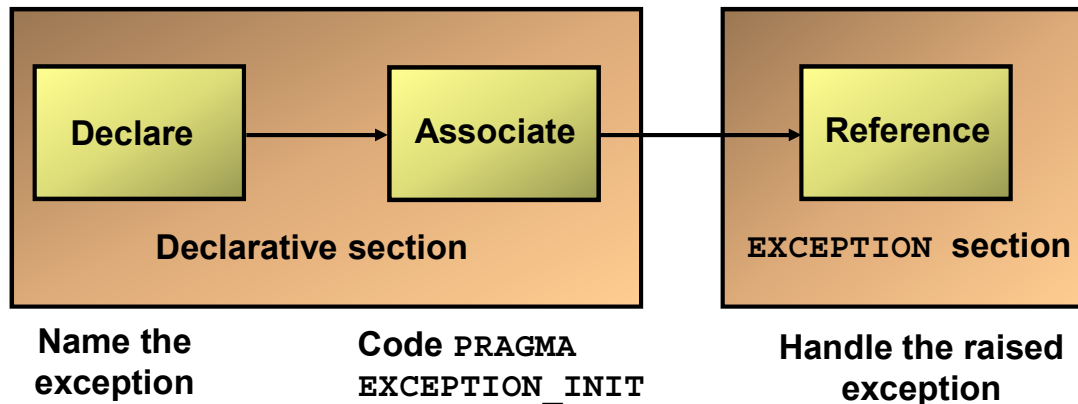 Declare
Associate
Reference
Declarative section
EXCEPTION section
Name the
exception
Code PRAGMA
EXCEPTION_INIT
Handle the raised
exception